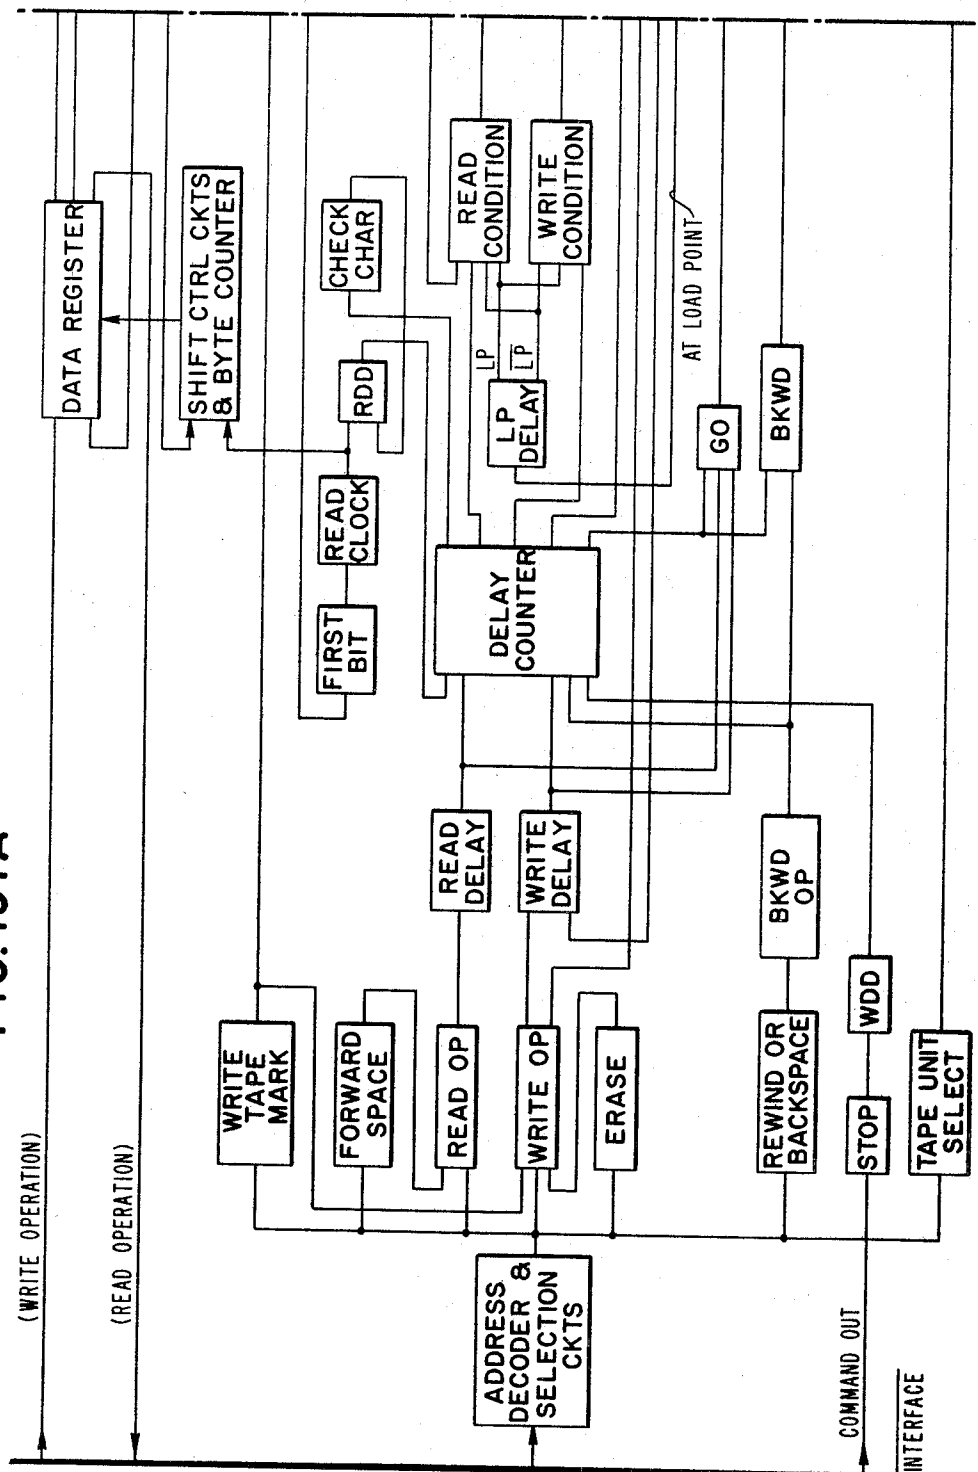 (WRITE OPERATION)
(READ OPERATION)
DATA REGISTER
SHIFT CTRL CKTS
& BYTE COUNTER
WRITE
TAPE
MARK
FIRST
BIT
READ
CLOCK
RDD
CHECK
CHAR
FORWARD
SPACE
READ OP
READ
DELAY
READ
CONDITION
ADDRESS
DECODER &
SELECTION
CKTS
WRITE OP
WRITE
DELAY
DELAY
COUNTER
LP
DELAY
LP
LP
WRITE
CONDITION
ERASE
AT LOAD POINT
GO
REWIND OR
BACKSPACE
BKWD
OP
BKWD
COMMAND OUT
STOP
WDD
INTERFACE
TAPE UNIT
SELECT